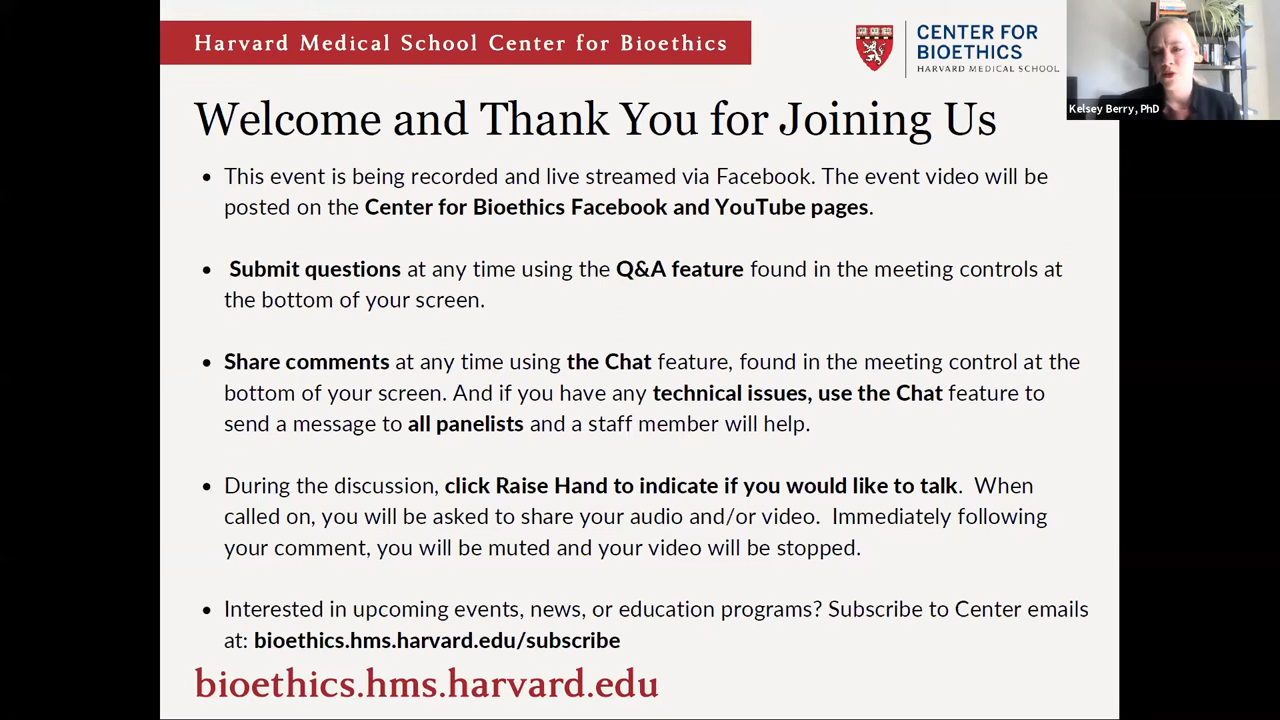 Harvard Medical School Center for Bioethics
CENTER FOR
BIOETHICS
HARVARD MEDICAL SCHOOL
Kelsey Berry, PhD
Welcome and Thank You for Joining Us
• This event is being recorded and live streamed via Facebook. The event video will be
posted on the Center for Bioethics Facebook and YouTube pages.
• Submit questions at any time using the Q&A feature found in the meeting controls at
the bottom of your screen.
• Share comments at any time using the Chat feature, found in the meeting control at the
bottom of your screen. And if you have any technical issues, use the Chat feature to
send a message to all panelists and a staff member will help.
• During the discussion, click Raise Hand to indicate if you would like to talk. When
called on, you will be asked to share your audio and/or video. Immediately following
your comment, you will be muted and your video will be stopped.
• Interested in upcoming events, news, or education programs? Subscribe to Center emails
at: bioethics.hms.harvard.edu/subscribe
bioethics.hms.harvard.edu